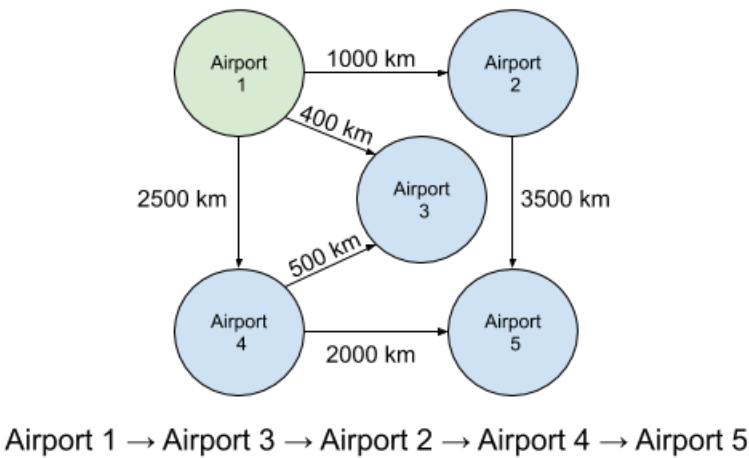 Airport
1
1000 km
Airport
2
400 km
2500 km
Airport
3
3500 km
500 km
Airport
4
2000 km
Airport
5
Airport 1 → Airport 3 → Airport 2 → Airport 4 → Airport 5